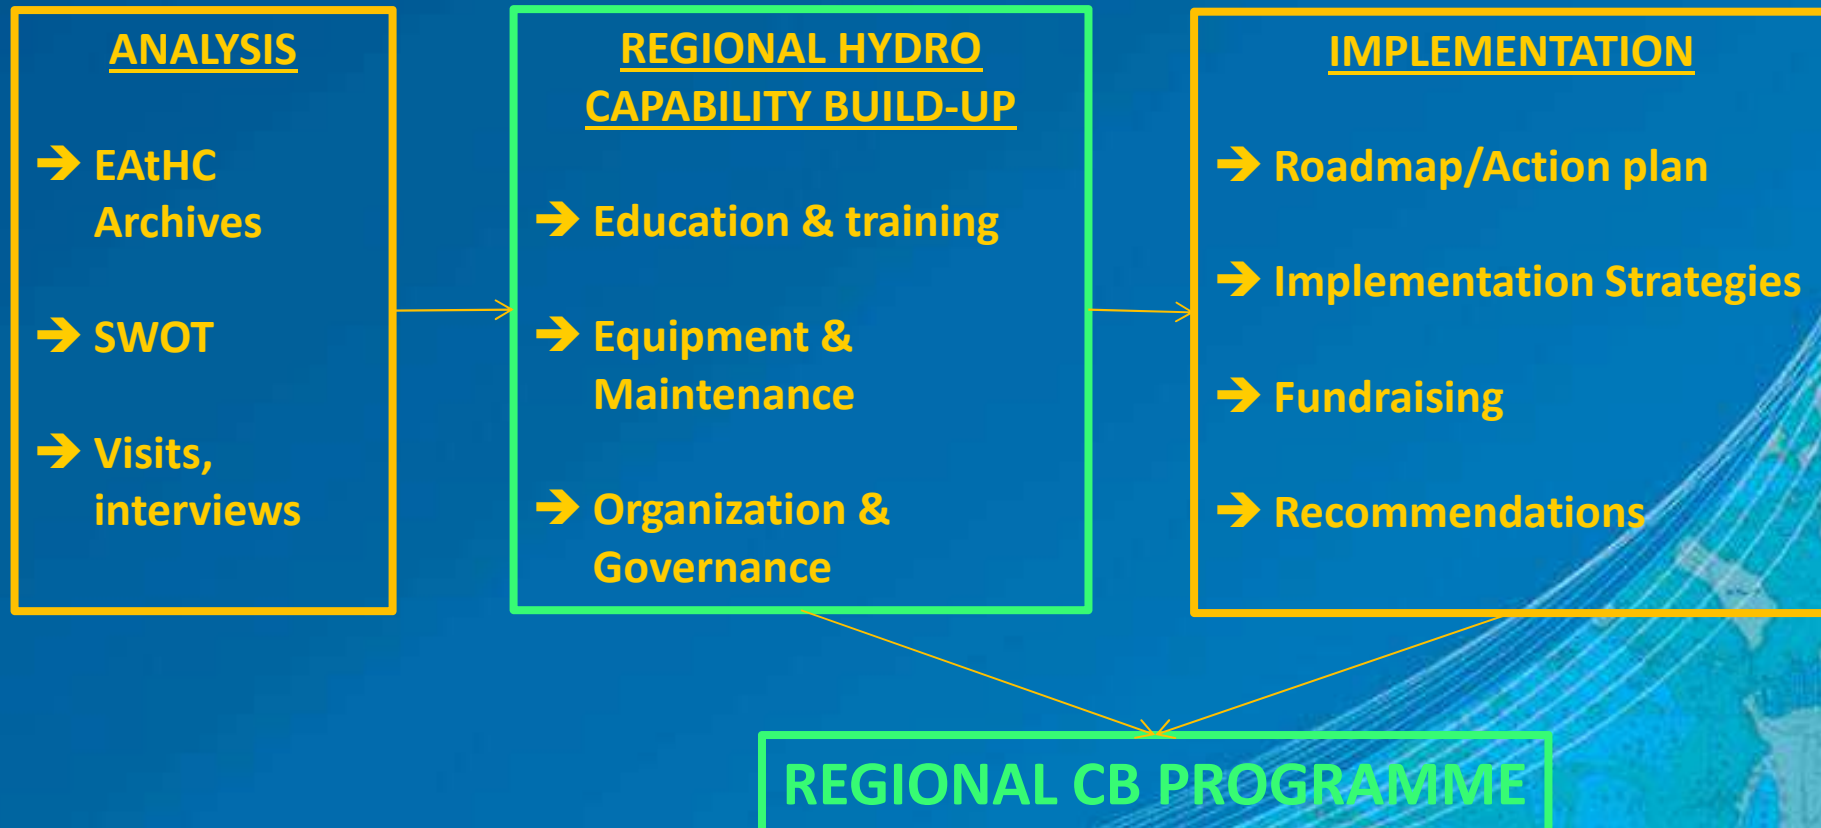 ANALYSIS
➔ EAtHC
Archives
➔ SWOT
➔ Visits,
interviews
REGIONAL HYDRO
CAPABILITY BUILD-UP
➔ Education & training
➔ Equipment &
Maintenance
➔ Organization &
Governance
IMPLEMENTATION
➔ Roadmap/Action plan
➔ Implementation Strategies
➔ Fundraising
➔ Recommendations
REGIONAL CB PROGRAMME